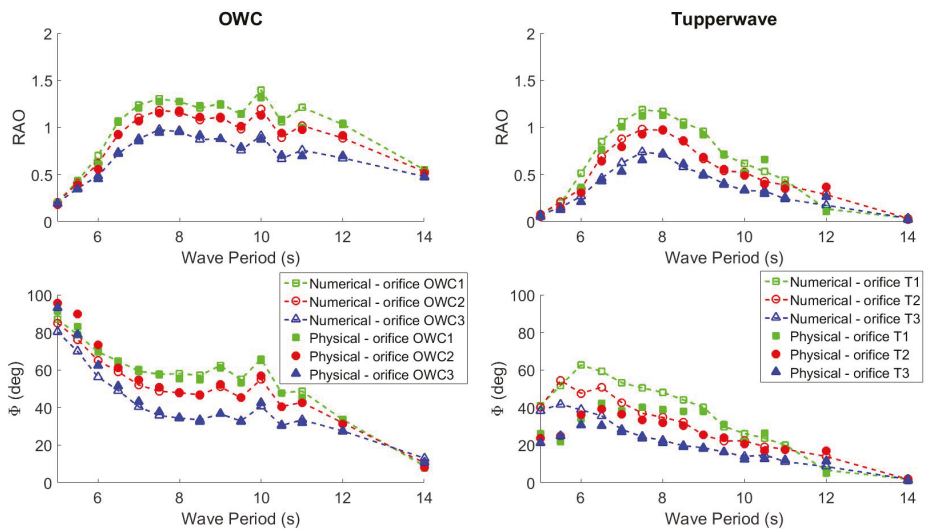 OWC
2
1.5
1
0.5
0
RAO
6
8
10
12
14
Wave Period (s)
Tupperwave
2
1.5
1
0.5
0
RAO
6
8
10
12
14
Wave Period (s)
100
80
60
40
20
0
Φ (deg)
Numerical - orifice OWC1
Numerical - orifice OWC2
Numerical - orifice OWC3
Physical - orifice OWC1
Physical - orifice OWC2
Physical - orifice OWC3
6
8
10
12
14
Wave Period (s)
100
80
60
40
20
0
Φ (deg)
Numerical - orifice T1
Numerical - orifice T2
Numerical - orifice T3
Physical - orifice T1
Physical - orifice T2
Physical - orifice T3
6
8
10
12
14
Wave Period (s)